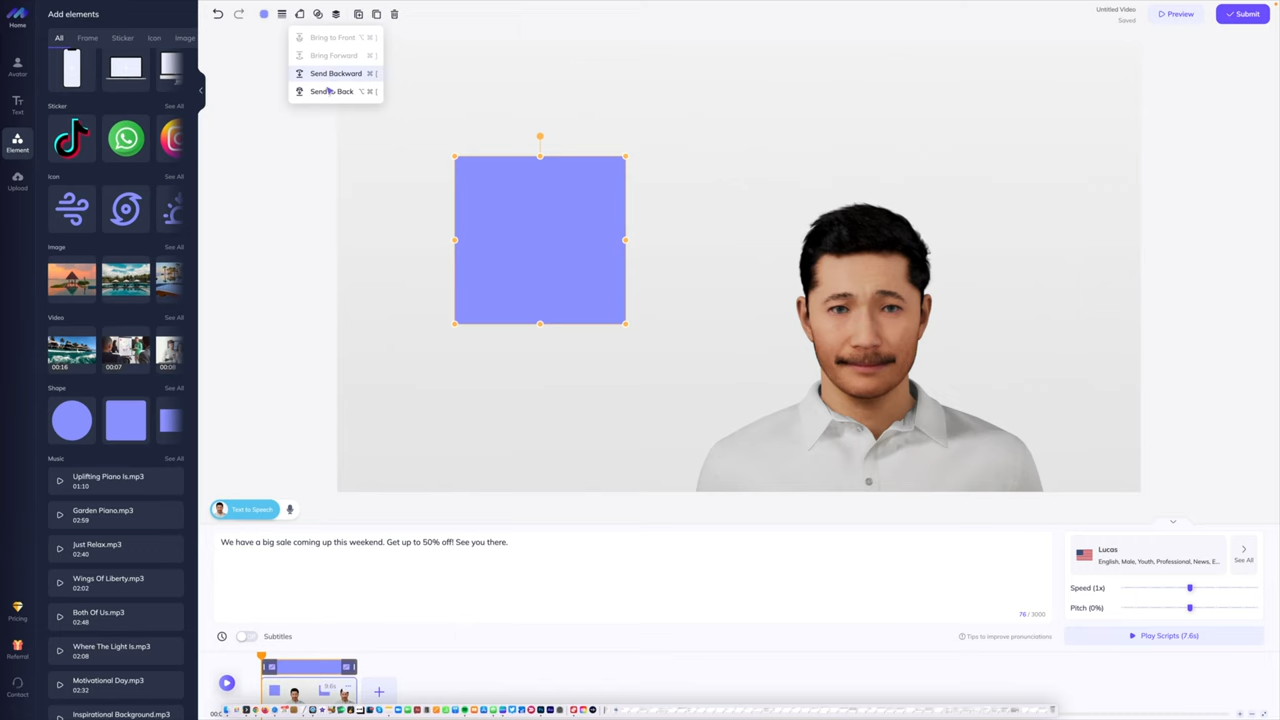 Home
Avatar
Text
Element
Upload
Pricing
Referral
Contact
Add elements
All Frame Sticker Icon Image
Sticker See All
Icon See All
Image See All
Video See All
00:16 00:07 00:08
Shape See All
Music See All
Uplifting Piano Is.mp3
01:10
Garden Piano.mp3
02:59
Just Relax.mp3
02:40
Wings Of Liberty.mp3
02:02
Both Of Us.mp3
02:48
Where The Light Is.mp3
02:08
Motivational Day.mp3
02:32
Inspirational Background.mp3
Bring to Front ⌥ ⌘ ]
Bring Forward ⌘ ]
Send Backward ⌘ [
Send to Back ⌥ ⌘ [
Untitled Video
Saved
Preview
Submit
Text to Speech
We have a big sale coming up this weekend. Get up to 50% off! See you there.
76 / 3000
Subtitles
Tips to improve pronunciations
Lucas
English, Male, Youth, Professional, News, E...
See All
Speed (1x)
Pitch (0%)
Play Scripts (7.6s)